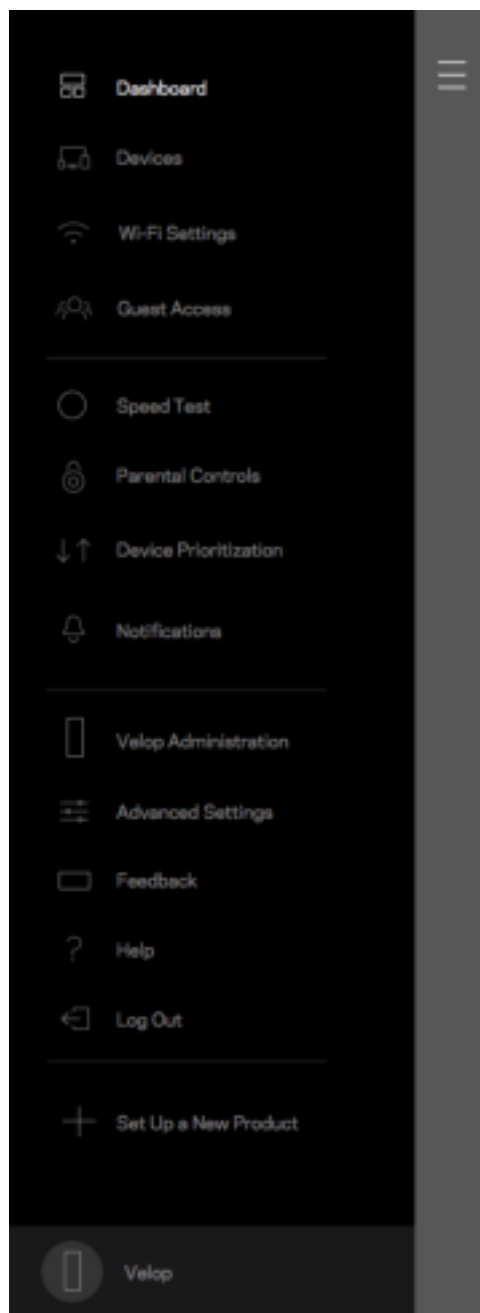 Dashboard
Devices
Wi-Fi Settings
Guest Access
Speed Test
Parental Controls
Device Prioritization
Notifications
Velop Administration
Advanced Settings
Feedback
Help
Log Out
Set Up a New Product
Velop